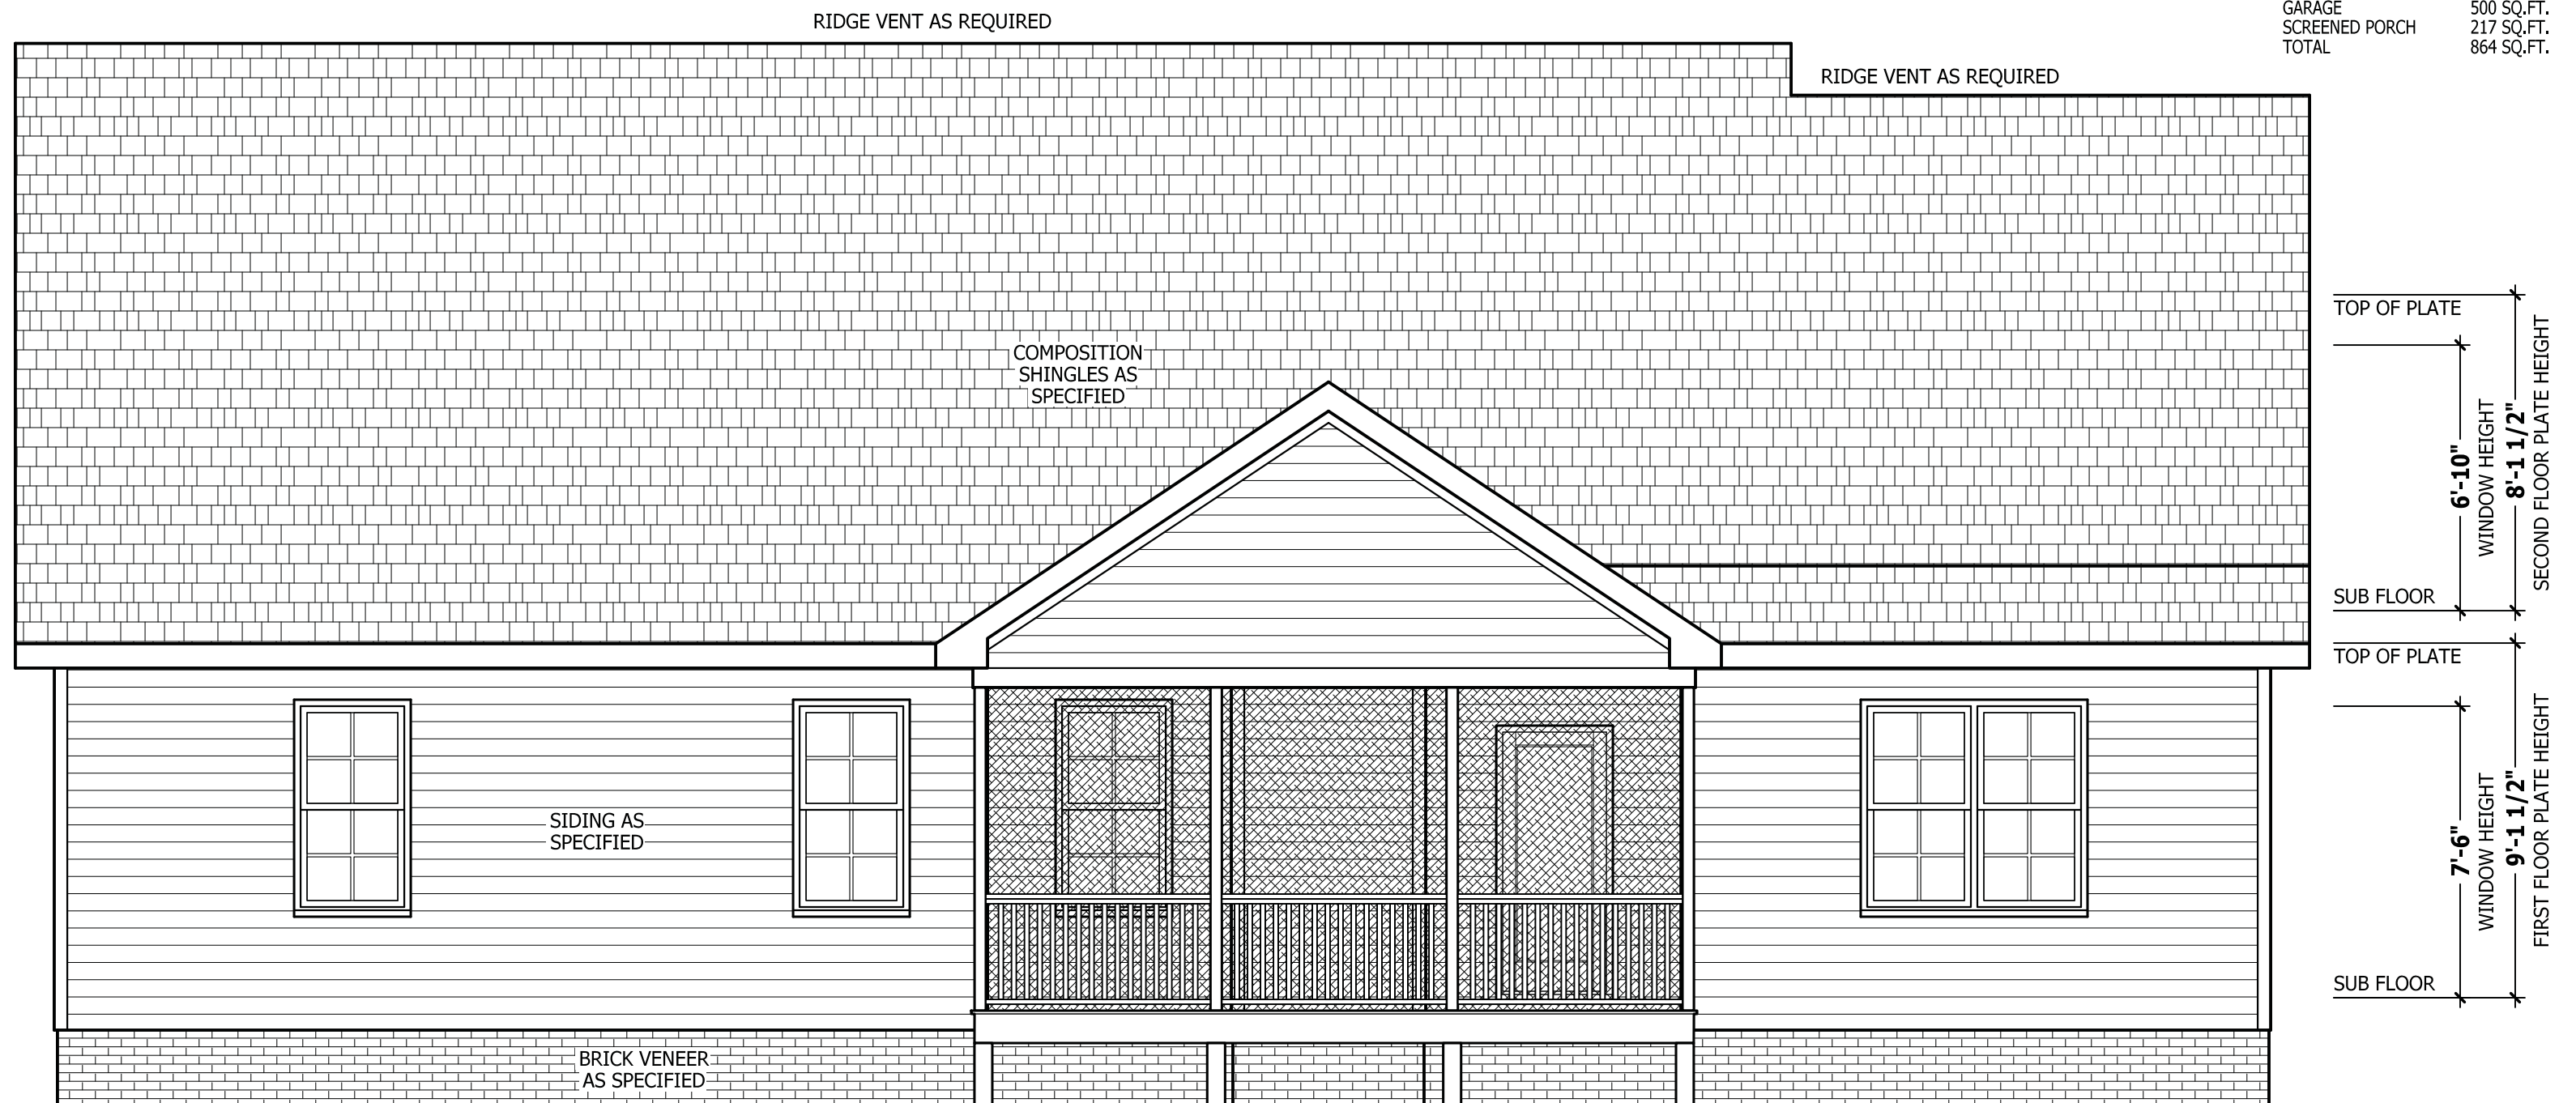 RIDGE VENT AS REQUIRED
GARAGE 500 SQ.FT.
SCREENED PORCH 217 SQ.FT.
TOTAL 864 SQ.FT.
RIDGE VENT AS REQUIRED
COMPOSITION
SHINGLES AS
SPECIFIED
TOP OF PLATE
6'-10"
WINDOW HEIGHT
8'-1 1/2"
SECOND FLOOR PLATE HEIGHT
SUB FLOOR
TOP OF PLATE
SIDING AS
SPECIFIED
7'-6"
WINDOW HEIGHT
9'-1 1/2"
FIRST FLOOR PLATE HEIGHT
SUB FLOOR
BRICK VENEER
AS SPECIFIED